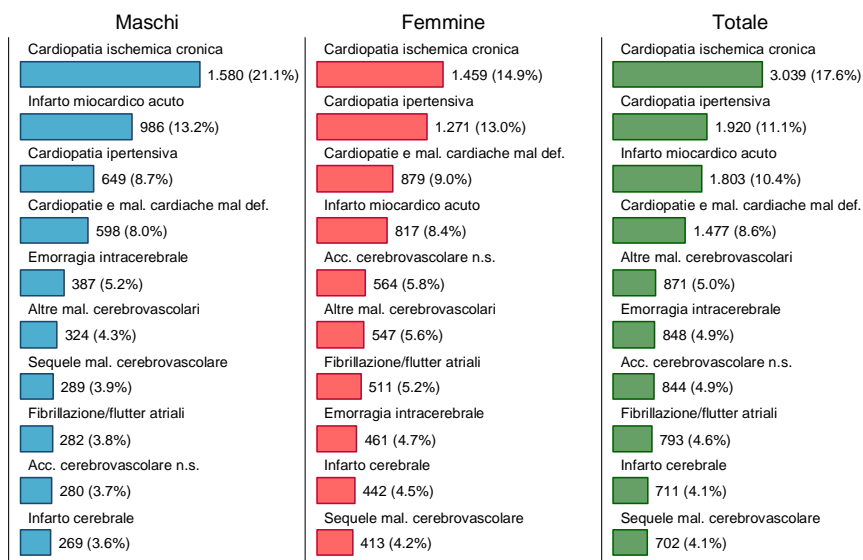 Maschi
Cardiopatia ischemica cronica
1.580 (21.1%)
Infarto miocardico acuto
986 (13.2%)
Cardiopatia ipertensiva
649 (8.7%)
Cardiopatie e mal. cardiache mal def.
598 (8.0%)
Emorragia intracerebrale
387 (5.2%)
Altre mal. cerebrovascolari
324 (4.3%)
Sequele mal. cerebrovascolare
289 (3.9%)
Fibrillazione/flutter atriali
282 (3.8%)
Acc. cerebrovascolare n.s.
280 (3.7%)
Infarto cerebrale
269 (3.6%)
Femmine
Cardiopatia ischemica cronica
1.459 (14.9%)
Cardiopatia ipertensiva
1.271 (13.0%)
Cardiopatie e mal. cardiache mal def.
879 (9.0%)
Infarto miocardico acuto
817 (8.4%)
Acc. cerebrovascolare n.s.
564 (5.8%)
Altre mal. cerebrovascolari
547 (5.6%)
Fibrillazione/flutter atriali
511 (5.2%)
Emorragia intracerebrale
461 (4.7%)
Infarto cerebrale
442 (4.5%)
Sequele mal. cerebrovascolare
413 (4.2%)
Totale
Cardiopatia ischemica cronica
3.039 (17.6%)
Cardiopatia ipertensiva
1.920 (11.1%)
Infarto miocardico acuto
1.803 (10.4%)
Cardiopatie e mal. cardiache mal def.
1.477 (8.6%)
Altre mal. cerebrovascolari
871 (5.0%)
Emorragia intracerebrale
848 (4.9%)
Acc. cerebrovascolare n.s.
844 (4.9%)
Fibrillazione/flutter atriali
793 (4.6%)
Infarto cerebrale
711 (4.1%)
Sequele mal. cerebrovascolare
702 (4.1%)